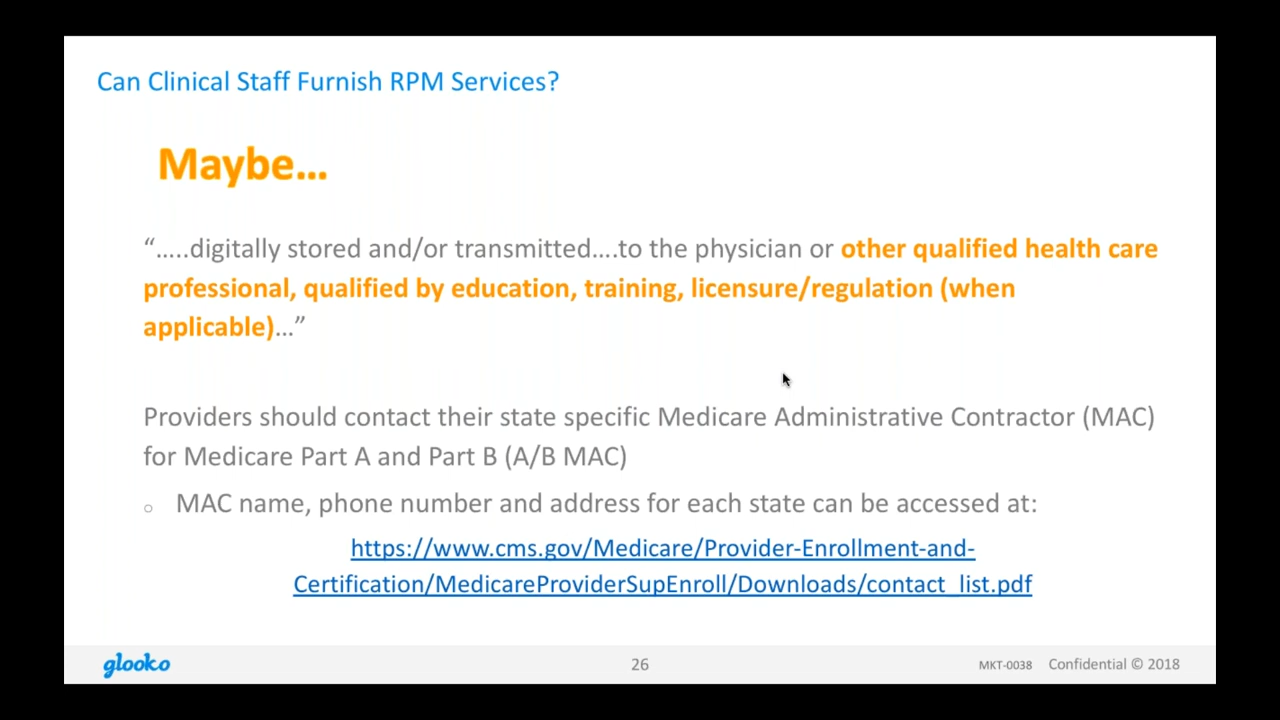 Can Clinical Staff Furnish RPM Services?
Maybe…
“…..digitally stored and/or transmitted….to the physician or other qualified health care
professional, qualified by education, training, licensure/regulation (when
applicable)…”
Providers should contact their state specific Medicare Administrative Contractor (MAC)
for Medicare Part A and Part B (A/B MAC)
○ MAC name, phone number and address for each state can be accessed at:
https://www.cms.gov/Medicare/Provider-Enrollment-and-
Certification/MedicareProviderSupEnroll/Downloads/contact_list.pdf
glooko 26 MKT-0038 Confidential © 2018